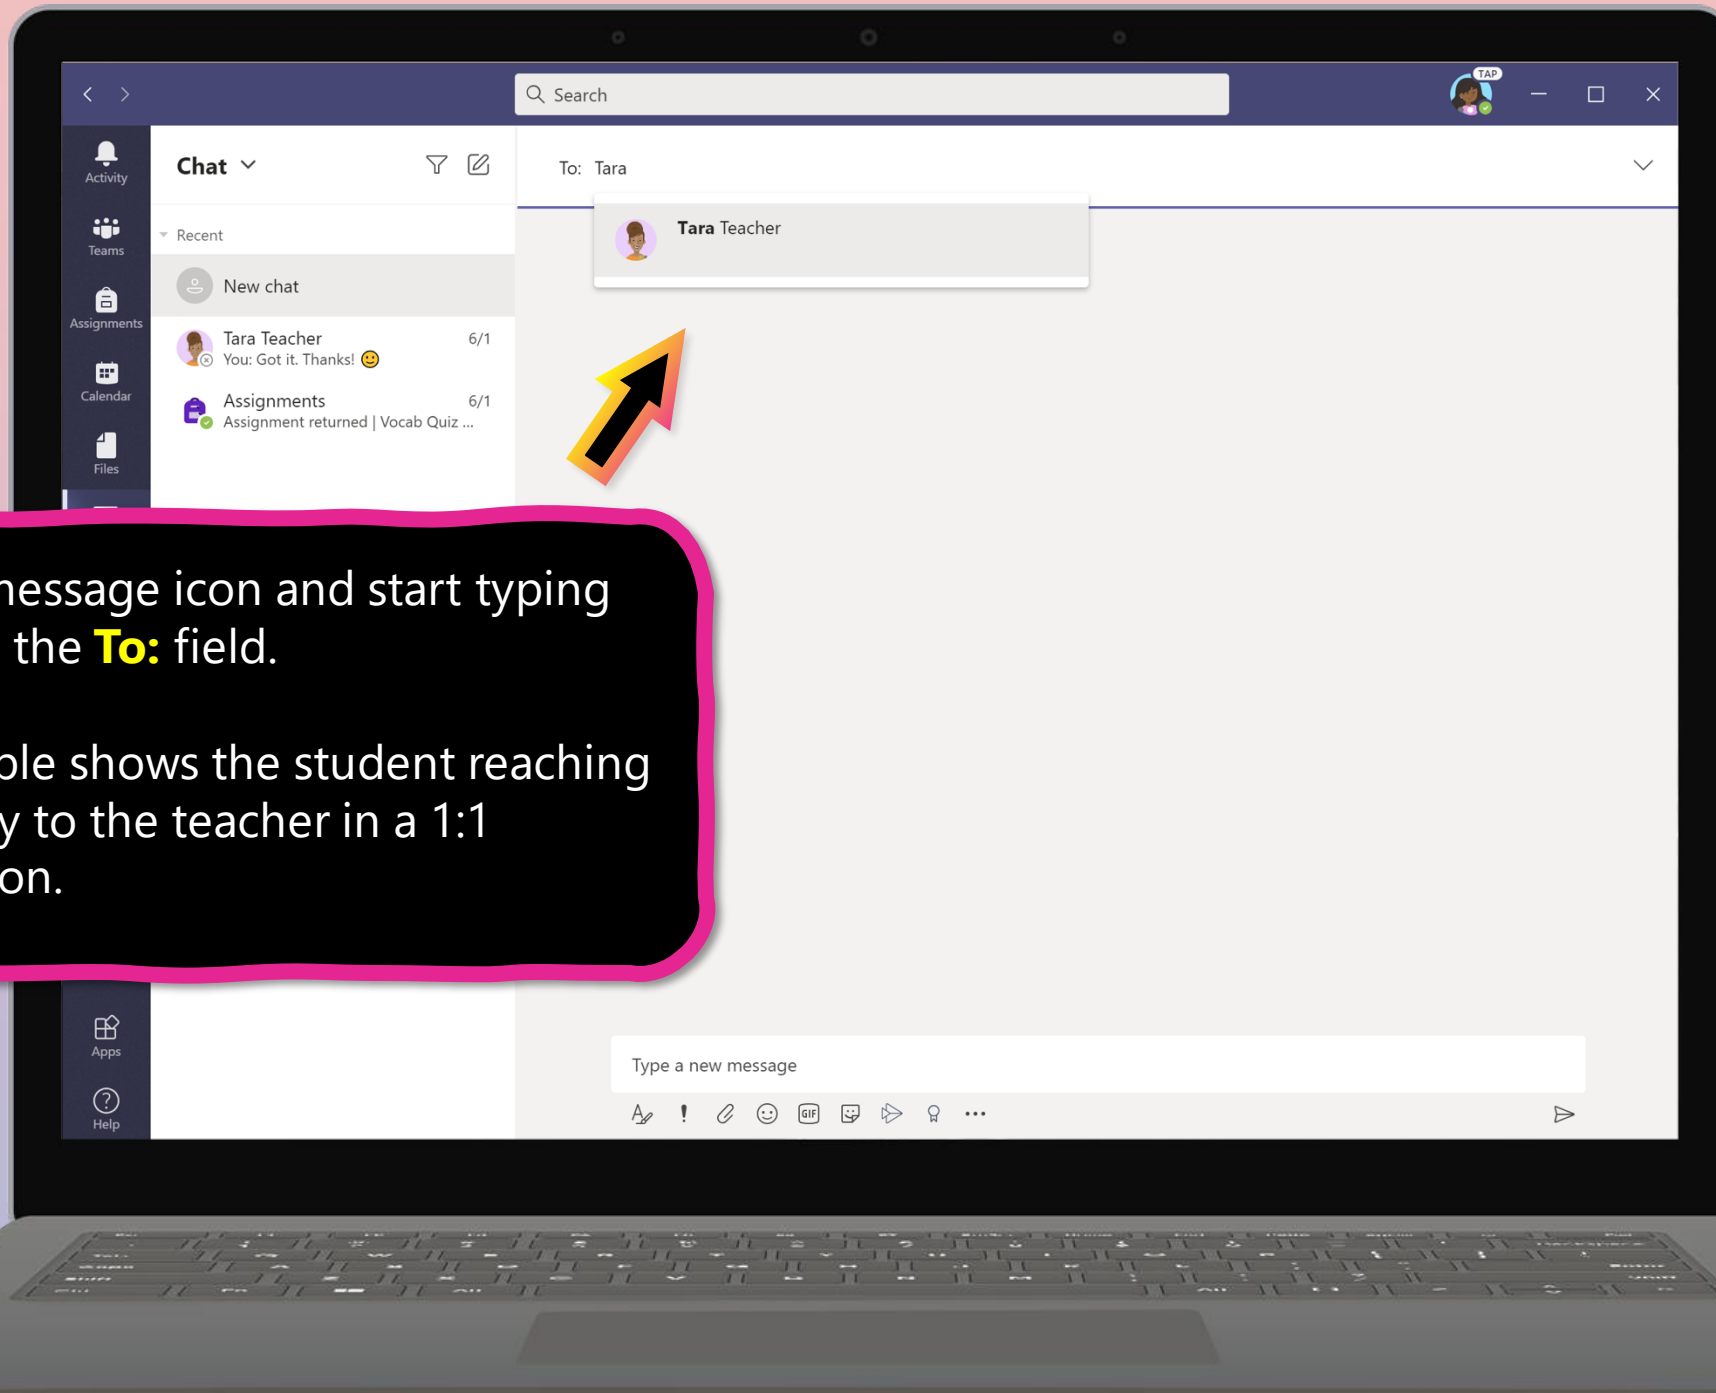 Search
TAP
Activity
Chat
To: Tara
Tara Teacher
Teams
Recent
New chat
Assignments
Tara Teacher 6/1
You: Got it. Thanks!
Assignments 6/1
Assignment returned | Vocab Quiz ...
Calendar
Files
message icon and start typing
the To: field.
ple shows the student reaching
y to the teacher in a 1:1
on.
Apps
Help
Type a new message
GIF